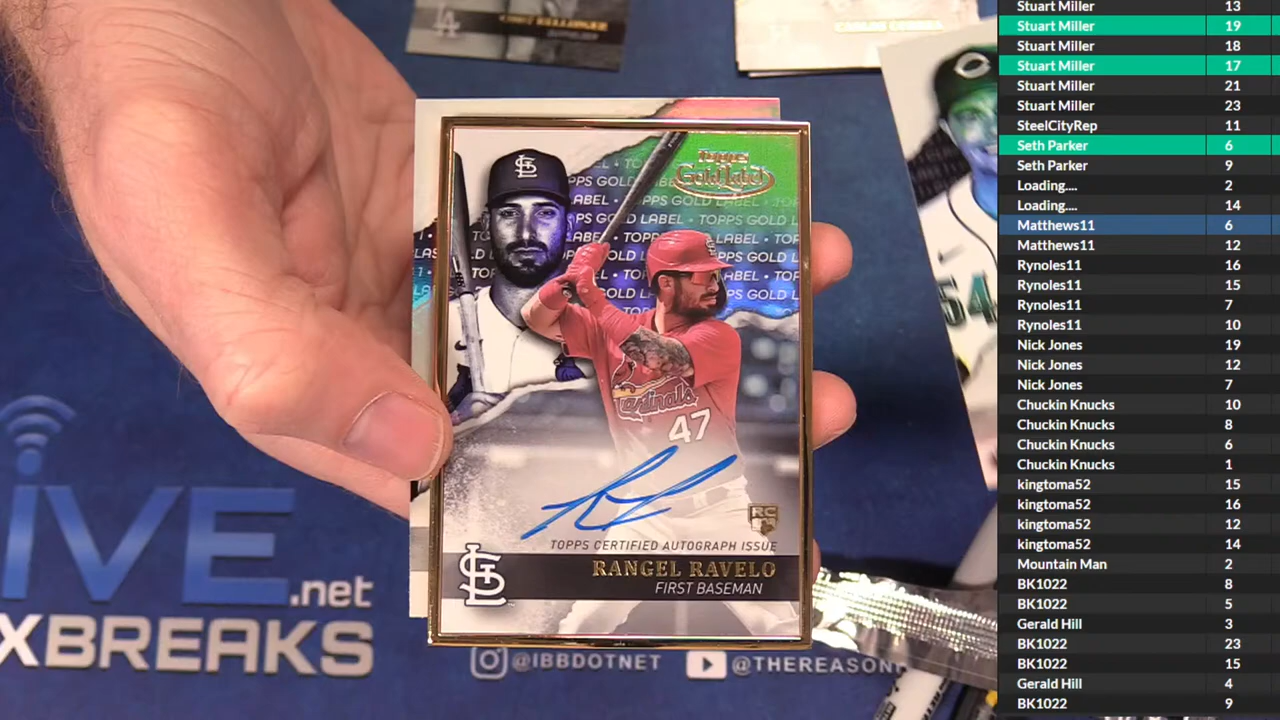 TOPPS GOLD LABEL
Topps
Gold Label
Cardinals
47
TOPPS CERTIFIED AUTOGRAPH ISSUE
RC
RANGEL RAVELO
FIRST BASEMAN
54
iVE.net
XBREAKS
@IBBDOTNET
@THEREASON
Stuart Miller 13
Stuart Miller 19
Stuart Miller 18
Stuart Miller 17
Stuart Miller 21
Stuart Miller 23
SteelCityRep 11
Seth Parker 6
Seth Parker 9
Loading.... 2
Loading.... 14
Matthews11 6
Matthews11 12
Rynoles11 16
Rynoles11 15
Rynoles11 7
Rynoles11 10
Nick Jones 19
Nick Jones 12
Nick Jones 7
Chuckin Knucks 10
Chuckin Knucks 8
Chuckin Knucks 6
Chuckin Knucks 1
kingtoma52 15
kingtoma52 16
kingtoma52 12
kingtoma52 14
Mountain Man 2
BK1022 8
BK1022 5
Gerald Hill 3
BK1022 23
BK1022 15
Gerald Hill 4
BK1022 9